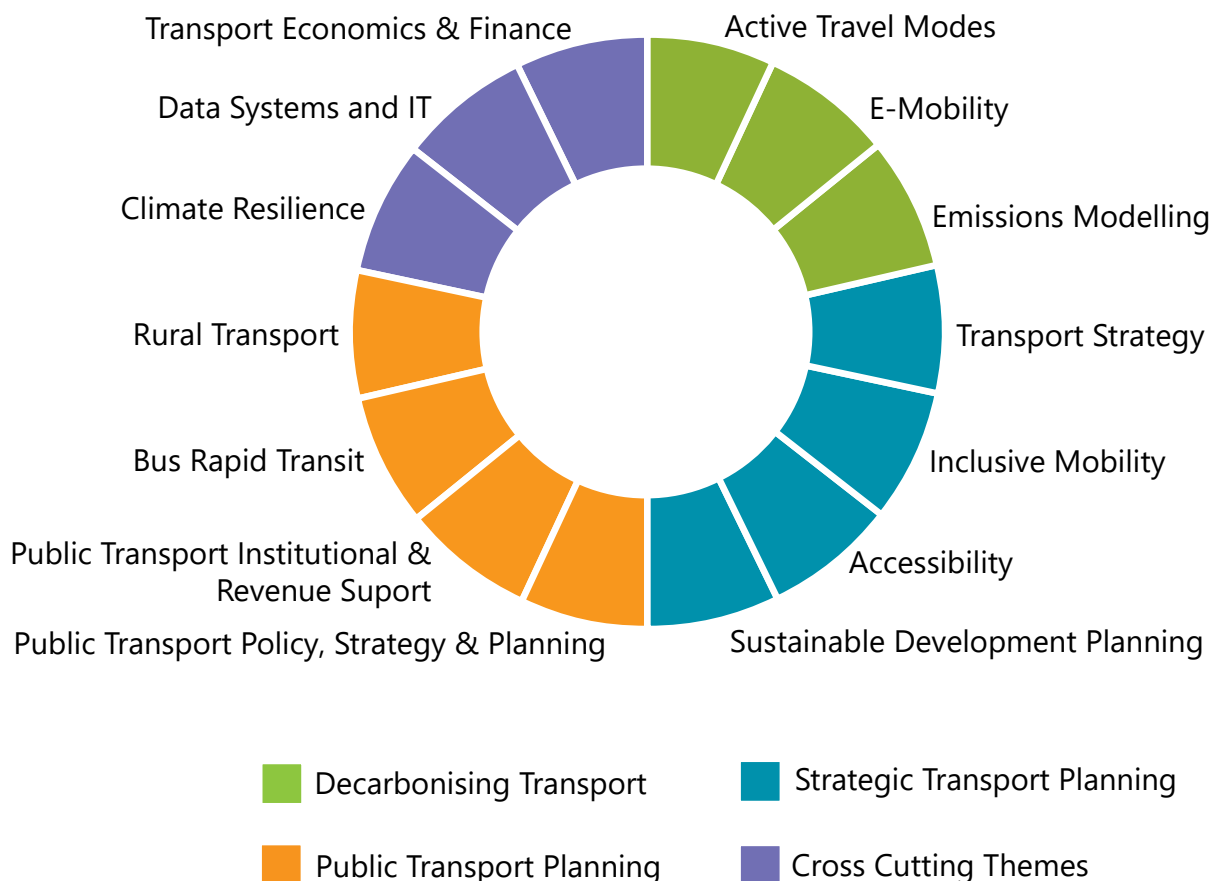 Transport Economics & Finance
Active Travel Modes
Data Systems and IT
E-Mobility
Climate Resilience
Emissions Modelling
Rural Transport
Transport Strategy
Bus Rapid Transit
Inclusive Mobility
Public Transport Institutional &
Revenue Suport
Accessibility
Public Transport Policy, Strategy & Planning
Sustainable Development Planning
Decarbonising Transport
Strategic Transport Planning
Public Transport Planning
Cross Cutting Themes